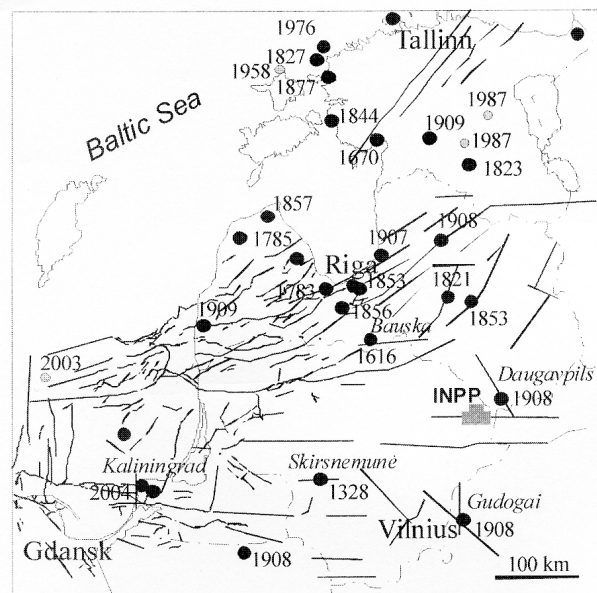 1976
Tallinn
1827
1958
1877
1987
Baltic Sea
1844
1909
1987
1670
1823
1857
1908
1785
1907
Riga
1853
1783
1821
1856
1853
1909
Bauska
1616
2003
Daugavpils
INPP
1908
Kaliningrad
Skirsnemunė
2004
1328
Gudogai
Vilnius
1908
Gdansk
1908
100 km